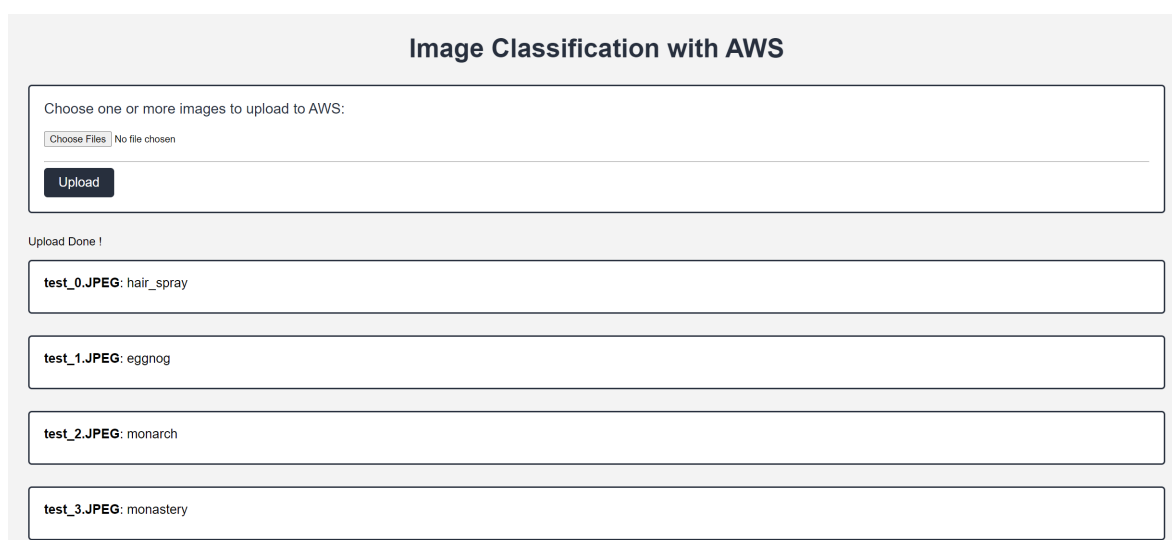 Image Classification with AWS
Choose one or more images to upload to AWS:
Choose Files No file chosen
Upload
Upload Done !
test_0.JPEG: hair_spray
test_1.JPEG: eggnog
test_2.JPEG: monarch
test_3.JPEG: monastery